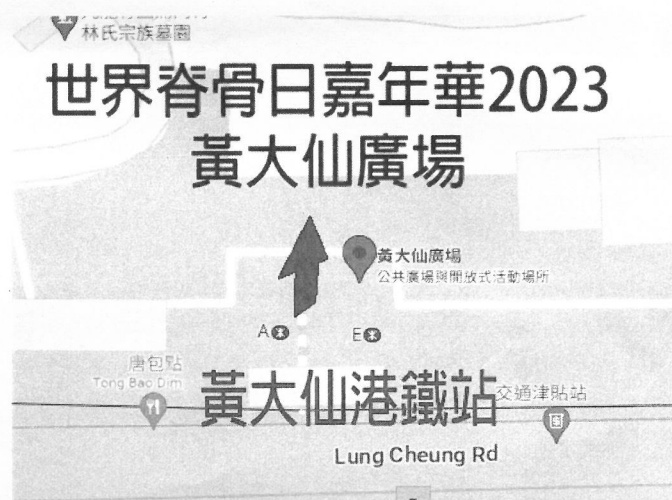 林氏宗族墓園
世界脊骨日嘉年華2023
黃大仙廣場
黃大仙廣場
公共廣場與開放式活動場所
A
E
唐包點
Tong Bao Dim
黃大仙港鐵站
交通津貼站
Lung Cheung Rd